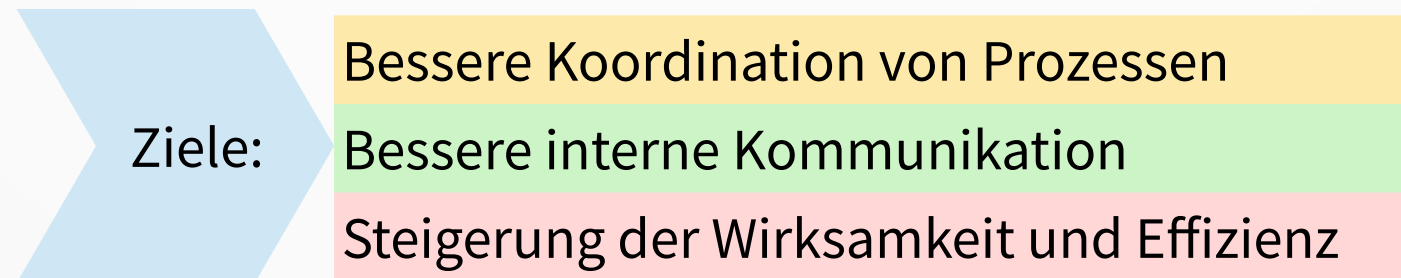 Ziele:
Bessere Koordination von Prozessen
Bessere interne Kommunikation
Steigerung der Wirksamkeit und Effizienz